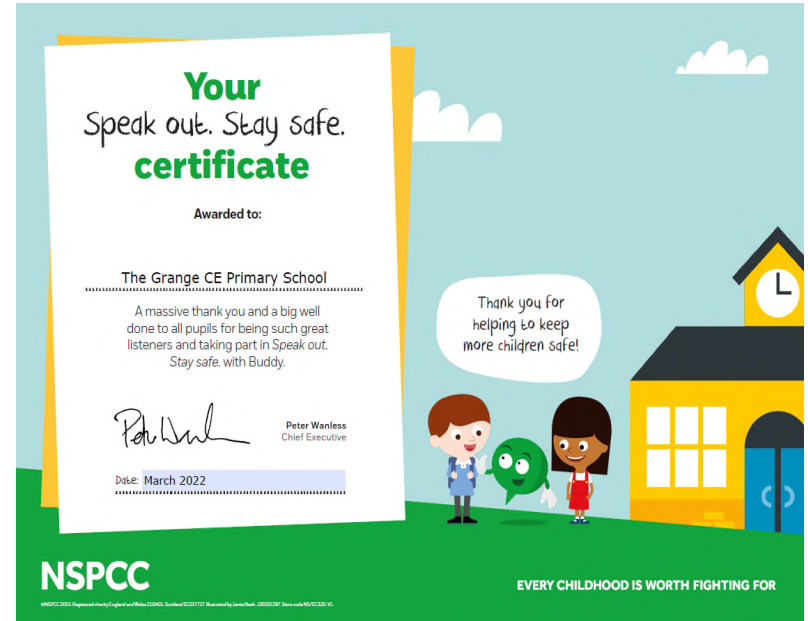 Your
Speak out. Stay safe.
certificate
Awarded to:
The Grange CE Primary School
A massive thank you and a big well
done to all pupils for being such great
listeners and taking part in Speak out.
Stay safe. with Buddy.
Peter Wanless
Chief Executive
Date: March 2022
Thank you for
helping to keep
more children safe!
NSPCC
EVERY CHILDHOOD IS WORTH FIGHTING FOR